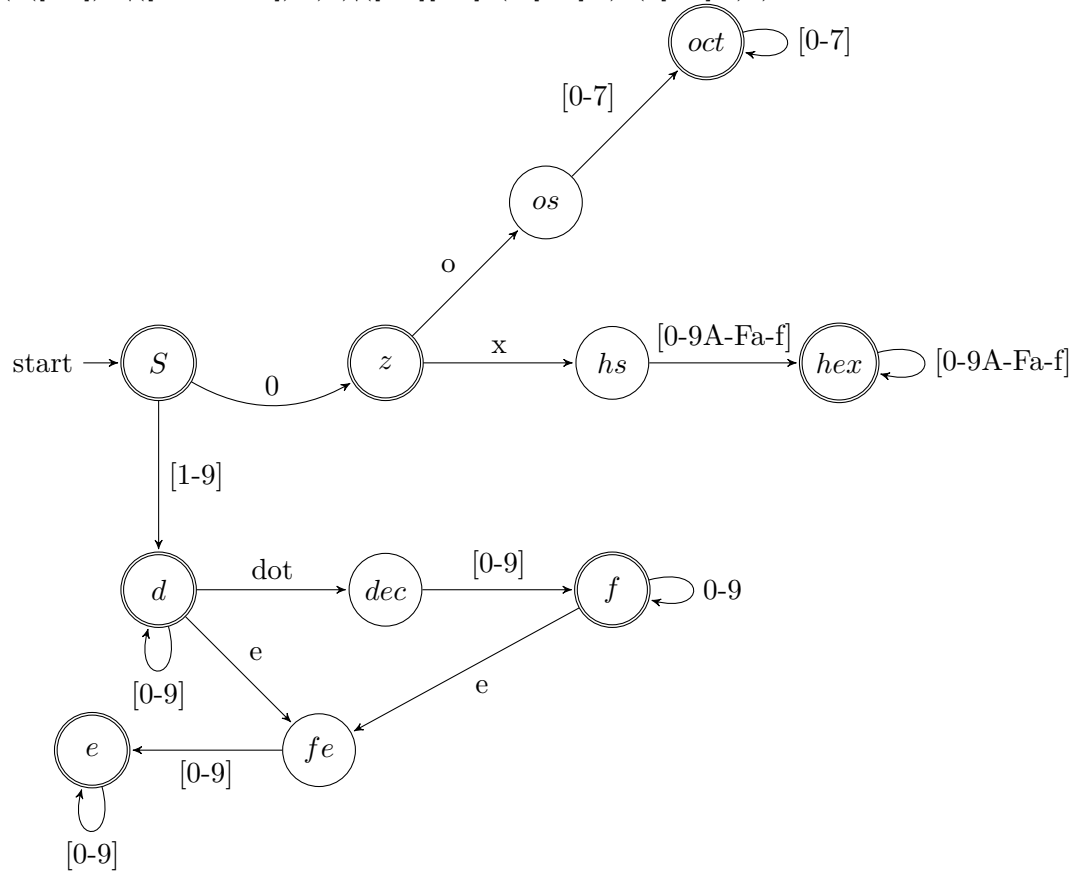 oct
[0-7]
[0-7]
os
o
start
S
0
z
x
hs
[0-9A-Fa-f]
hex
[0-9A-Fa-f]
[1-9]
d
dot
dec
[0-9]
f
0-9
[0-9]
e
e
e
[0-9]
fe
[0-9]